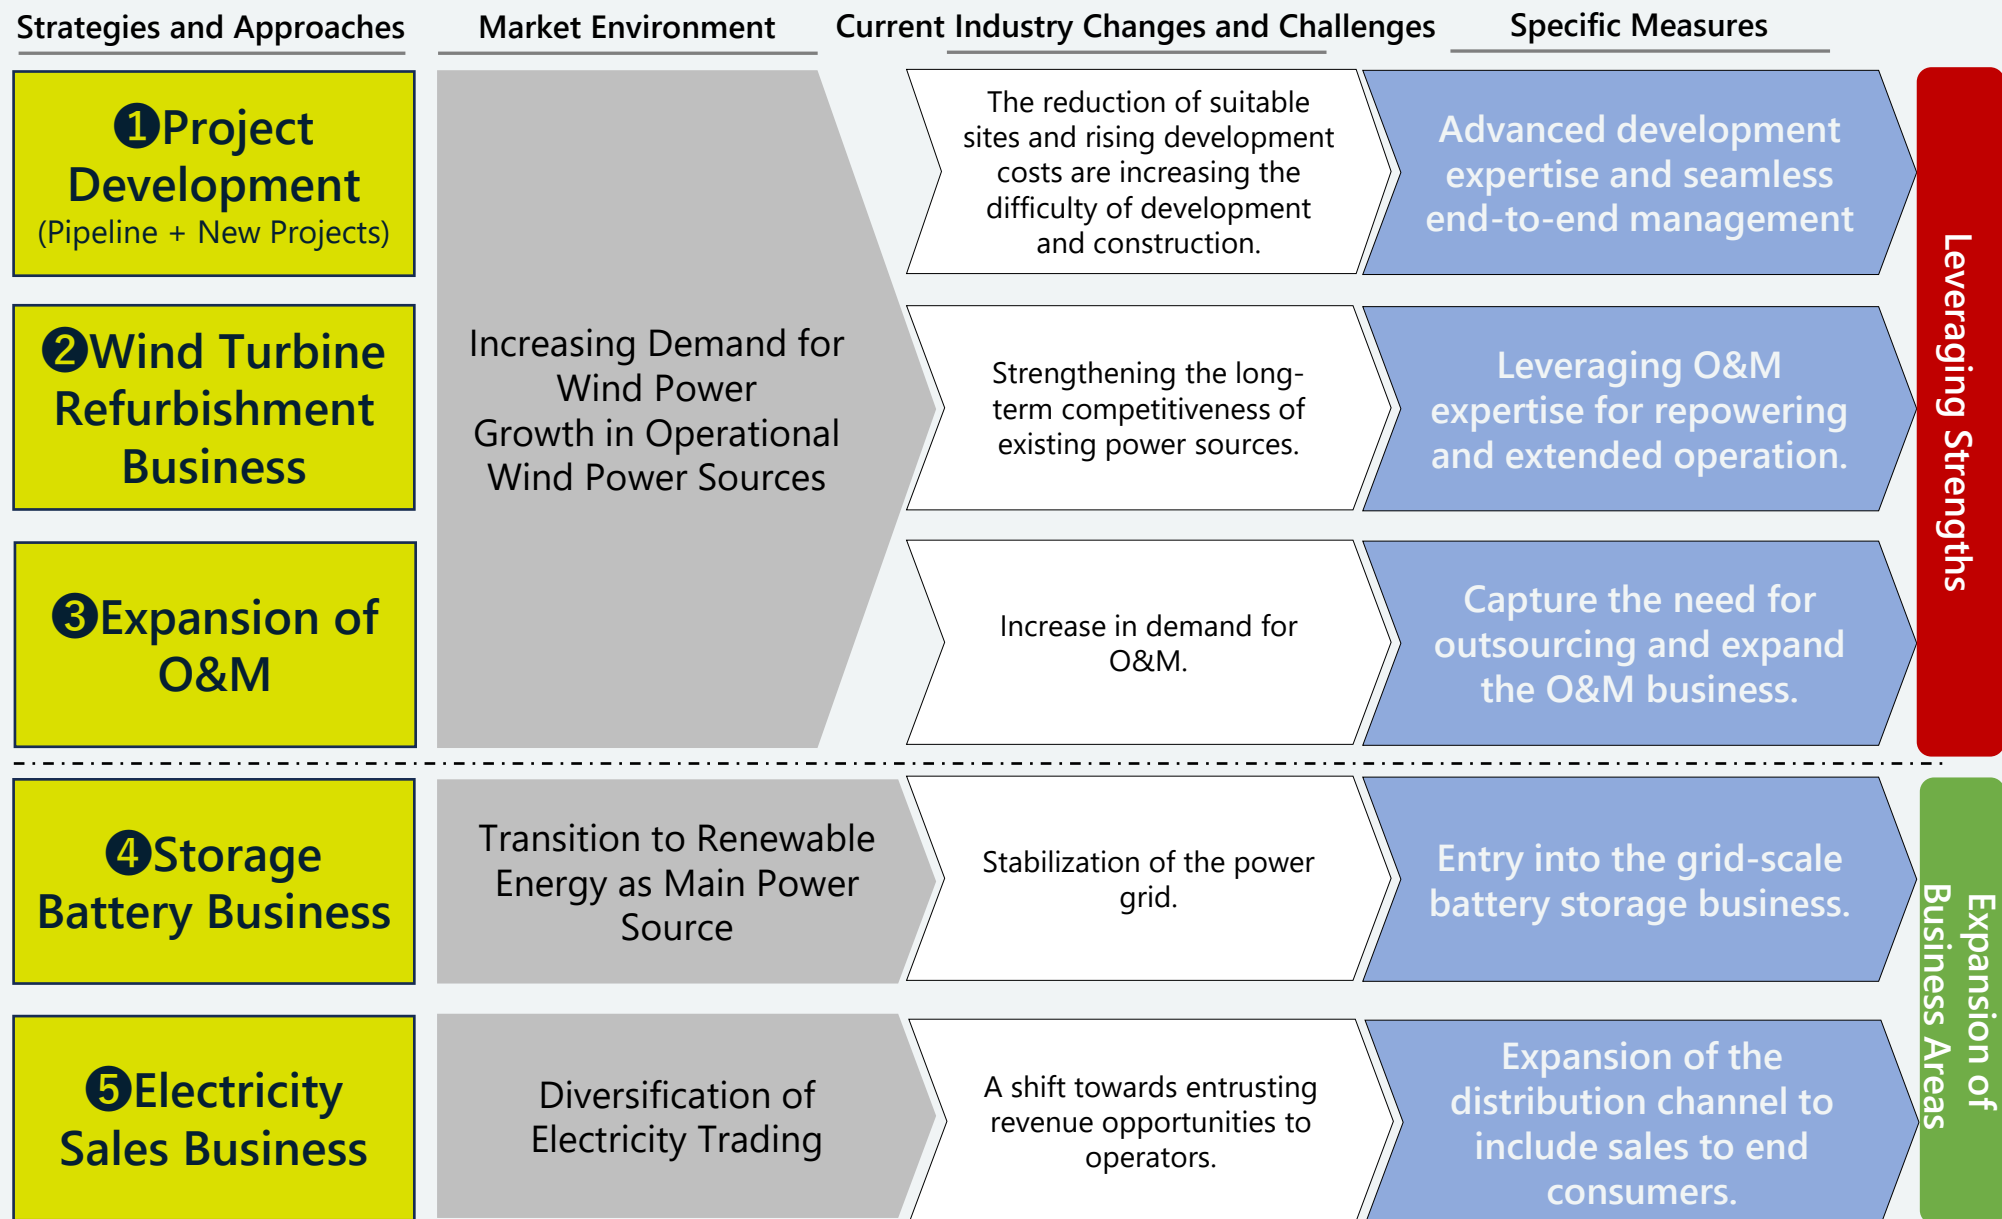 Strategies and Approaches
Market Environment
Current Industry Changes and Challenges
Specific Measures
❶Project
Development
(Pipeline + New Projects)
❷Wind Turbine
Refurbishment
Business
❸Expansion of
O&M
Increasing Demand for
Wind Power
Growth in Operational
Wind Power Sources
The reduction of suitable
sites and rising development
costs are increasing the
difficulty of development
and construction.
Advanced development
expertise and seamless
end-to-end management
Strengthening the long-
term competitiveness of
existing power sources.
Leveraging O&M
expertise for repowering
and extended operation.
Increase in demand for
O&M.
Capture the need for
outsourcing and expand
the O&M business.
Leveraging Strengths
❹Storage
Battery Business
Transition to Renewable
Energy as Main Power
Source
Stabilization of the power
grid.
Entry into the grid-scale
battery storage business.
❺Electricity
Sales Business
Diversification of
Electricity Trading
A shift towards entrusting
revenue opportunities to
operators.
Expansion of the
distribution channel to
include sales to end
consumers.
Expansion of
Business Areas